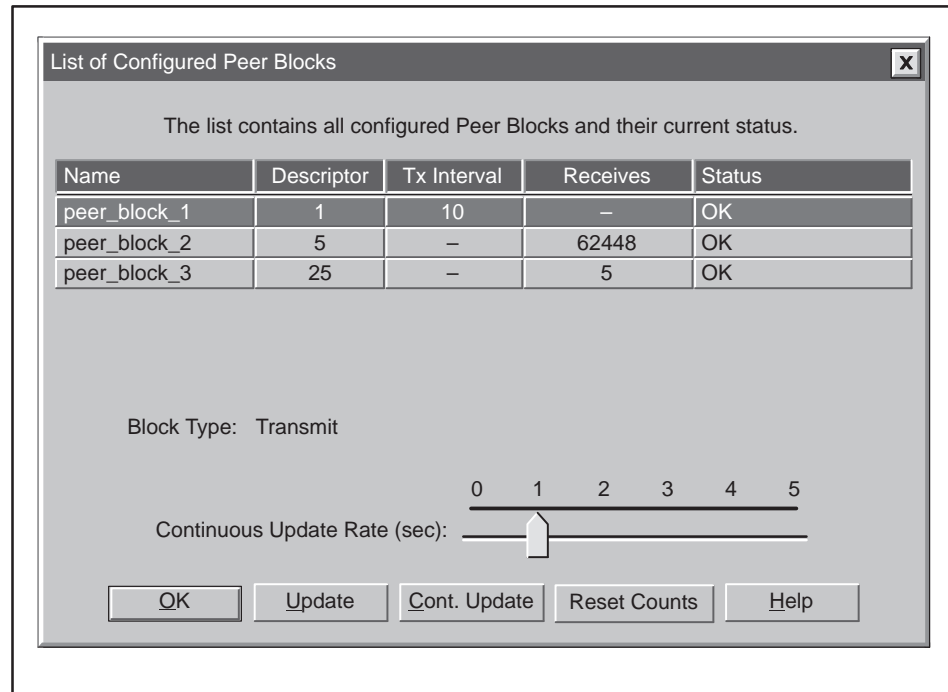 List of Configured Peer Blocks X
The list contains all configured Peer Blocks and their current status.
Name Descriptor Tx Interval Receives Status
peer_block_1 1 10 – OK
peer_block_2 5 – 62448 OK
peer_block_3 25 – 5 OK
Block Type: Transmit
0 1 2 3 4 5
Continuous Update Rate (sec):
OK Update Cont. Update Reset Counts Help